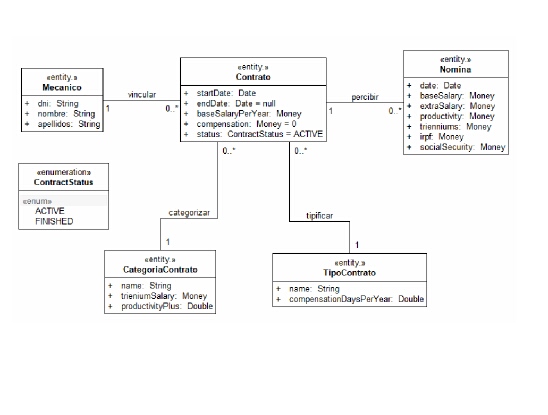 «entity.»
Mecanico
+ dni: String
+ nombre: String
+ apellidos: String
vincular
1
0..*
«entity.»
Contrato
+ startDate: Date
+ endDate: Date = null
+ baseSalaryPerYear: Money
+ compensation: Money = 0
+ status: ContractStatus = ACTIVE
percibir
1
0..*
«entity.»
Nomina
+ date: Date
+ baseSalary: Money
+ extraSalary: Money
+ productivity: Money
+ trienniums: Money
+ irpf: Money
+ socialSecurity: Money
«enumeration»
ContractStatus
«enum»
ACTIVE
FINISHED
0..*
0..*
categorizar
tipificar
1
1
«entity.»
CategoriaContrato
+ name: String
+ trieniumSalary: Money
+ productivityPlus: Double
«entity.»
TipoContrato
+ name: String
+ compensationDaysPerYear: Double